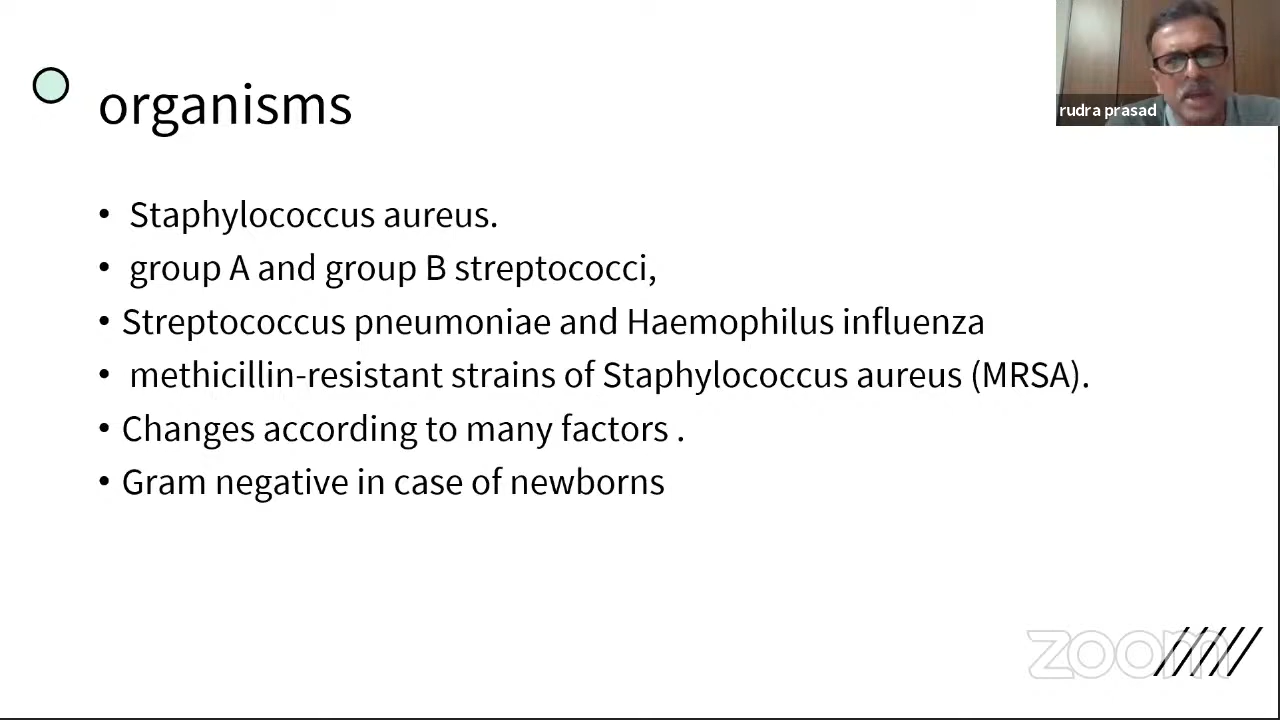 organisms
rudra prasad
• Staphylococcus aureus.
• group A and group B streptococci,
• Streptococcus pneumoniae and Haemophilus influenza
• methicillin-resistant strains of Staphylococcus aureus (MRSA).
• Changes according to many factors .
• Gram negative in case of newborns
zoom